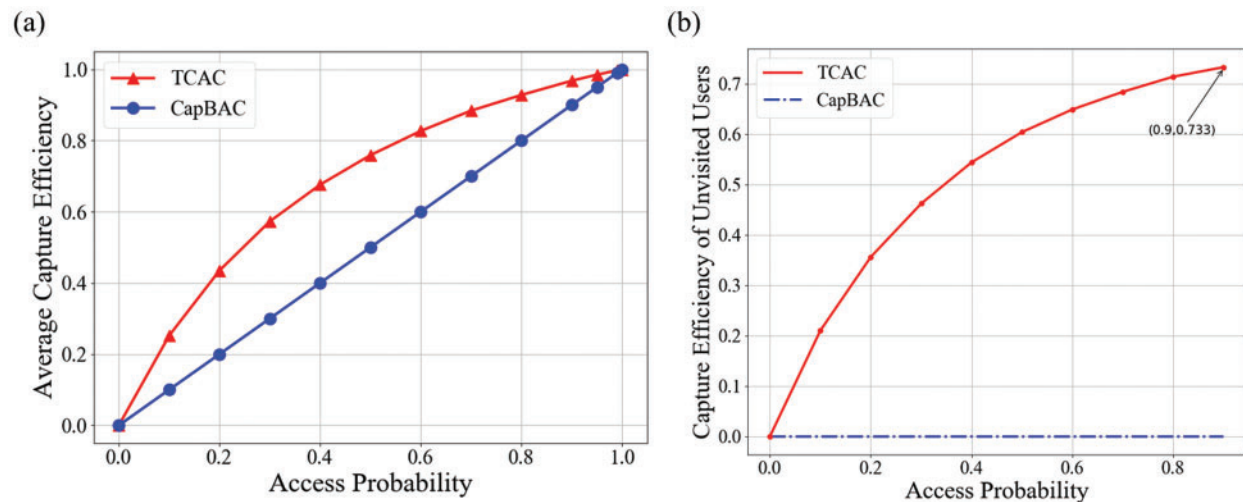 (a)
TCAC
CapBAC
Average Capture Efficiency
1.0
0.8
0.6
0.4
0.2
0.0
0.0 0.2 0.4 0.6 0.8 1.0
Access Probability
(b)
TCAC
CapBAC
Capture Efficiency of Unvisited Users
0.7
0.6
0.5
0.4
0.3
0.2
0.1
0.0
(0.9,0.733)
0.0 0.2 0.4 0.6 0.8
Access Probability